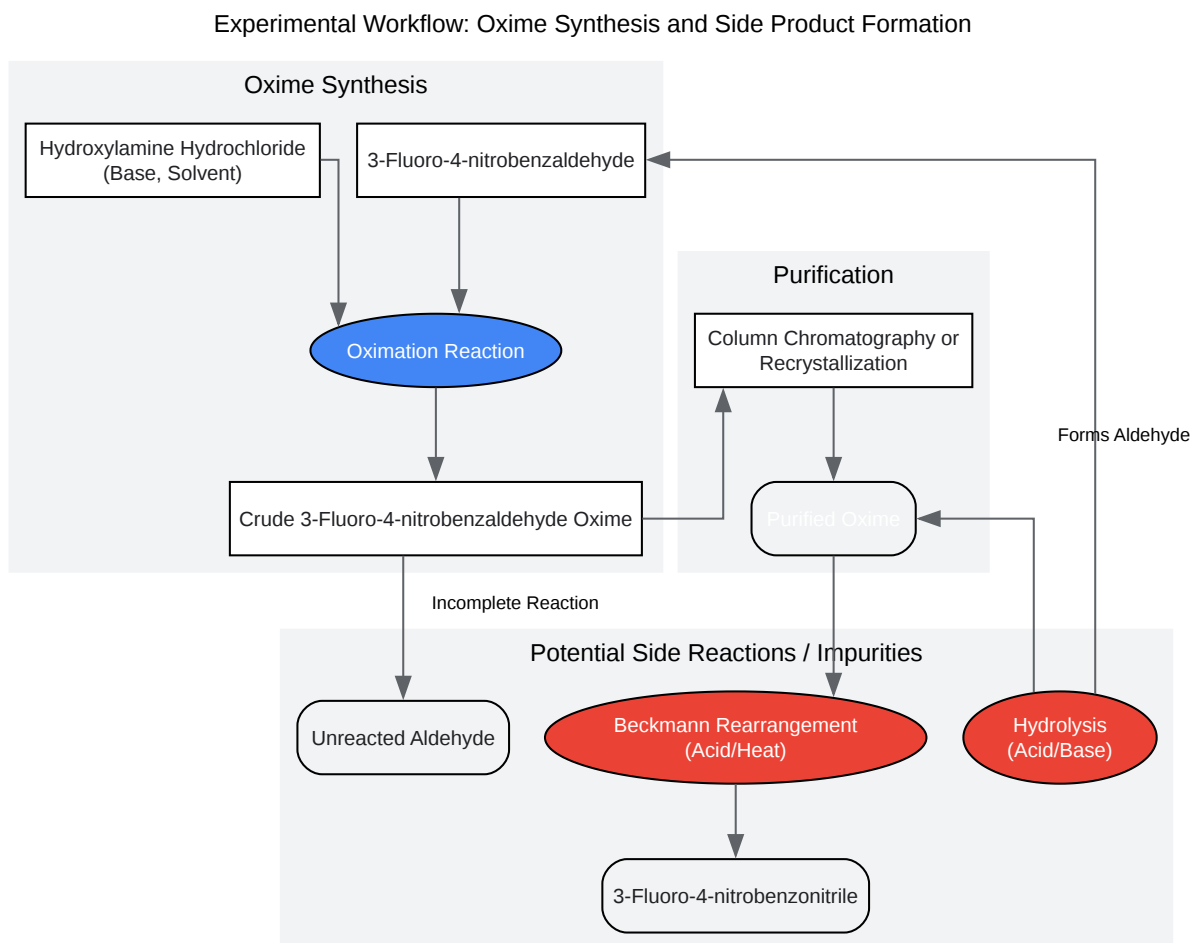 Experimental Workflow: Oxime Synthesis and Side Product Formation
Oxime Synthesis
Hydroxylamine Hydrochloride
(Base, Solvent)
3-Fluoro-4-nitrobenzaldehyde
Purification
Column Chromatography or
Recrystallization
Oximation Reaction
Forms Aldehyde
Crude 3-Fluoro-4-nitrobenzaldehyde Oxime
Purified Oxime
Incomplete Reaction
Potential Side Reactions / Impurities
Unreacted Aldehyde
Beckmann Rearrangement
(Acid/Heat)
Hydrolysis
(Acid/Base)
3-Fluoro-4-nitrobenzonitrile